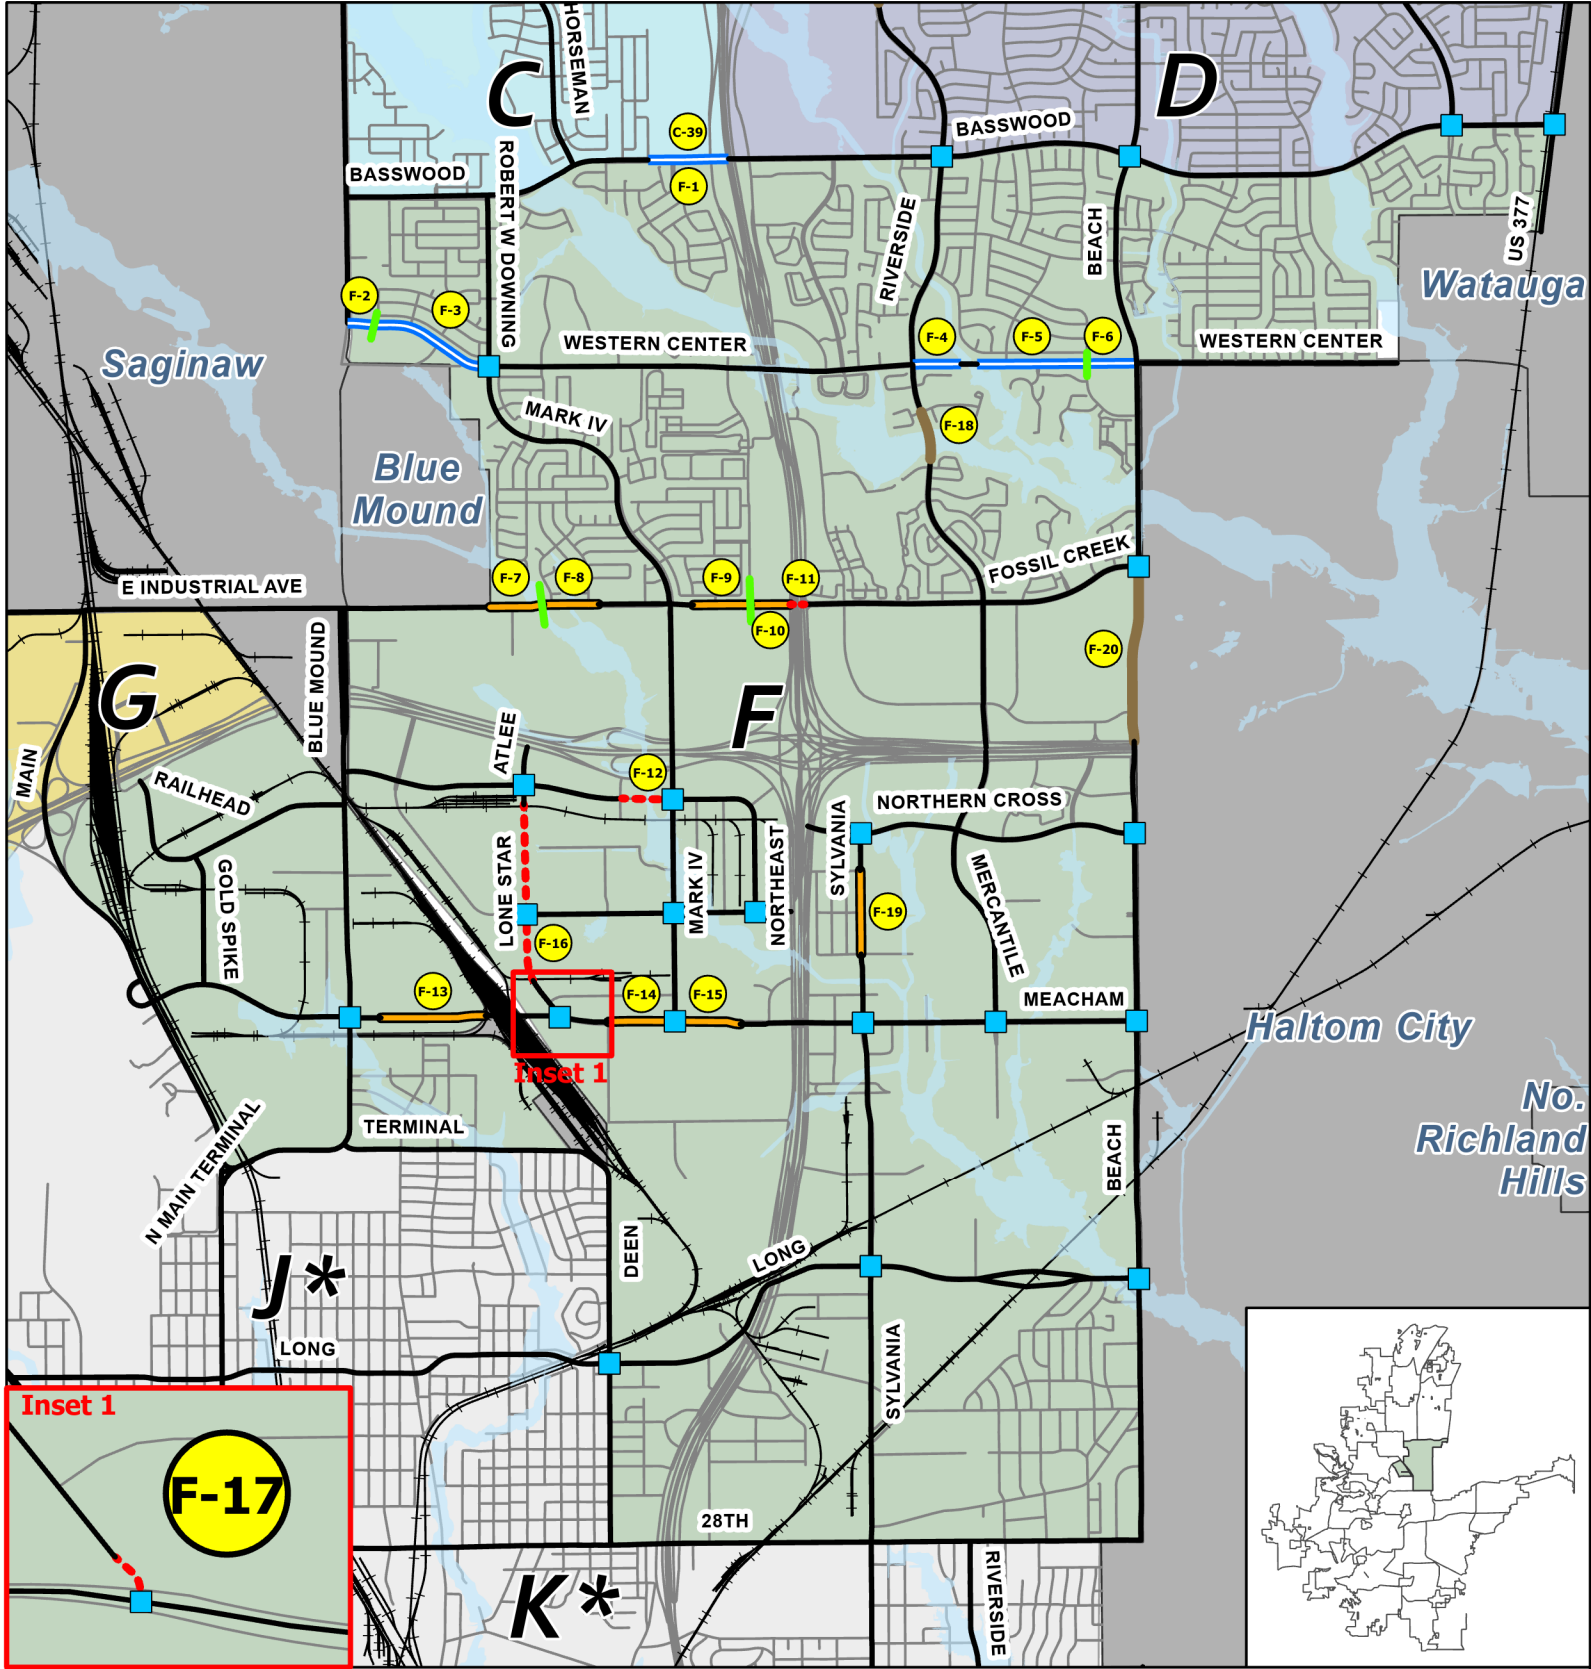 HORSEMAN
C
D
C-39
BASSWOOD
BASSWOOD
F-1
ROBERT W DOWNING
RIVERSIDE
BEACH
US 377
Watauga
F-2
F-3
WESTERN CENTER
F-4
F-5
F-6
WESTERN CENTER
Saginaw
MARK IV
F-18
Blue
Mound
FOSSIL CREEK
F-7
F-8
F-9
F-11
E INDUSTRIAL AVE
F-10
F-20
BLUE MOUND
G
F
ATLEE
MAIN
RAILHEAD
F-12
NORTHERN CROSS
SYLVANIA
LONE STAR
MARK IV
NORTHEAST
MERCANTILE
GOLD SPIKE
F-19
F-16
F-13
F-14
F-15
MEACHAM
Haltom City
Inset 1
No.
Richland
Hills
TERMINAL
N MAIN TERMINAL
BEACH
DEEN
LONG
J*
LONG
SYLVANIA
Inset 1
F-17
28TH
K*
RIVERSIDE